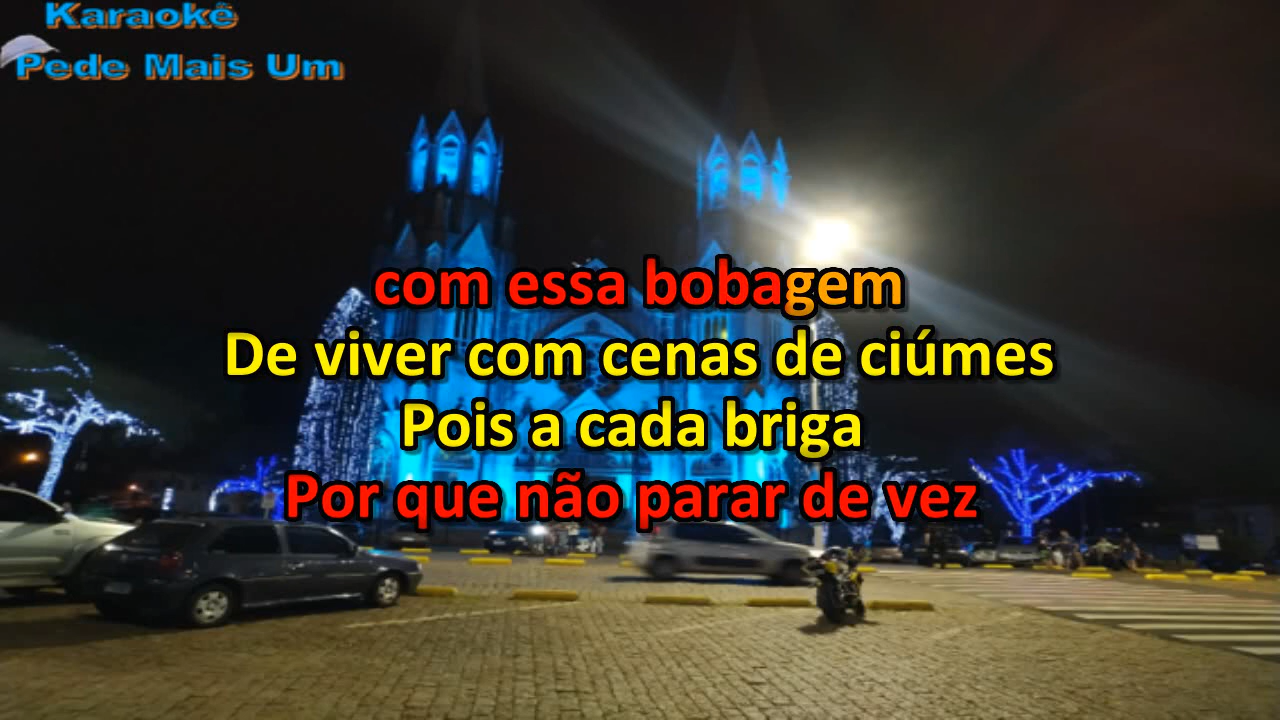 Karaokê
Pede Mais Um
com essa bobagem
De viver com cenas de ciúmes
Pois a cada briga
Por que não parar de vez